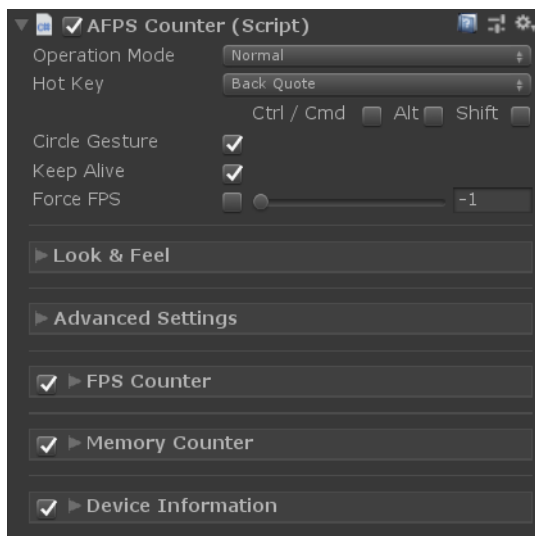 AFPS Counter (Script)
Operation Mode Normal
Hot Key Back Quote
Ctrl / Cmd Alt Shift
Circle Gesture
Keep Alive
Force FPS -1
Look & Feel
Advanced Settings
FPS Counter
Memory Counter
Device Information